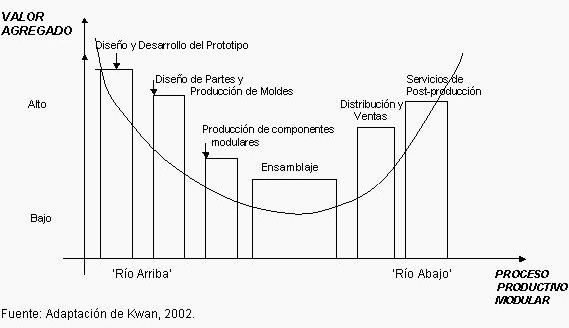 VALOR
AGREGADO
Diseño y Desarrollo del Prototipo
Diseño de Partes y
Producción de Moldes
Servicios de
Post-producción
Alto
Distribución y
Ventas
Producción de componentes
modulares
Ensamblaje
Bajo
'Río Arriba'
'Río Abajo'
PROCESO
PRODUCTIVO
MODULAR
Fuente: Adaptación de Kwan, 2002.